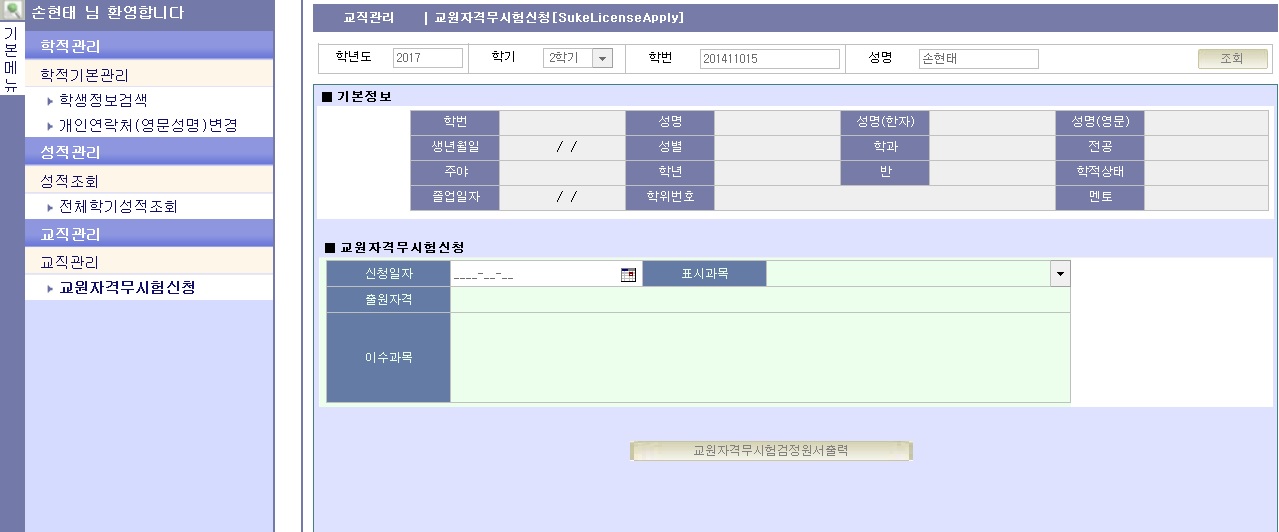 손현태 님 환영합니다
기본메뉴
학적관리
학적기본관리
학생정보검색
개인연락처(영문성명)변경
성적관리
성적조회
전체학기성적조회
교직관리
교직관리
교원자격무시험신청
교직관리 | 교원자격무시험신청[SukeLicenseApply]
학년도 2017 학기 2학기 학번 201411015 성명 손현태 조회
■ 기본정보
학번 성명 성명(한자) 성명(영문)
생년월일 / / 성별 학과 전공
주야 학년 반 학적상태
졸업일자 / / 학위번호 멘토
■ 교원자격무시험신청
신청일자 ____-__-__ 표시과목
출원자격
이수과목
교원자격무시험검정원서출력